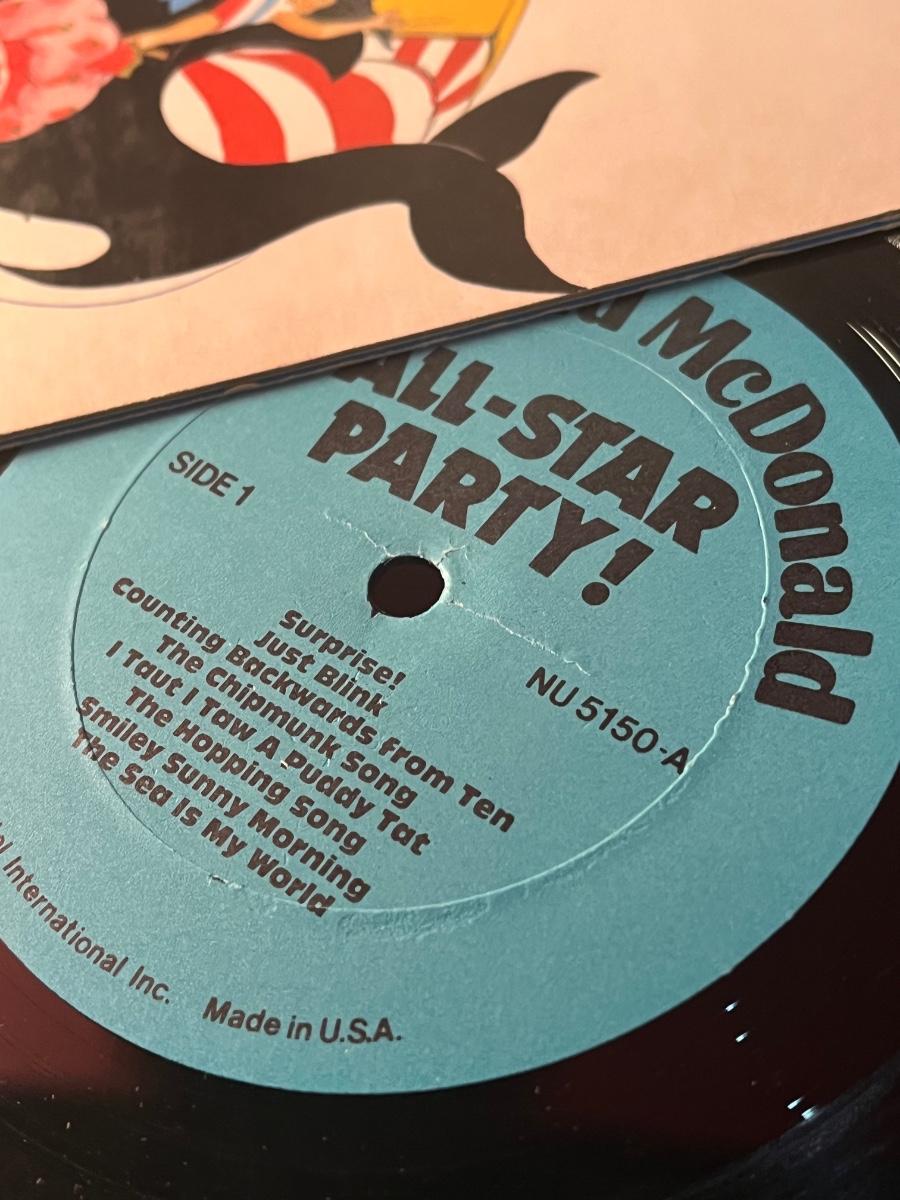 McDonald
ALL-STAR
PARTY!
SIDE 1
NU 5150-A
Surprise!
Just Blink
Counting Backwards from Ten
The Chipmunk Song
I Taut I Taw A Puddy Tat
The Hopping Song
Smiley Sunny Morning
The Sea Is My World
International Inc.
Made in U.S.A.